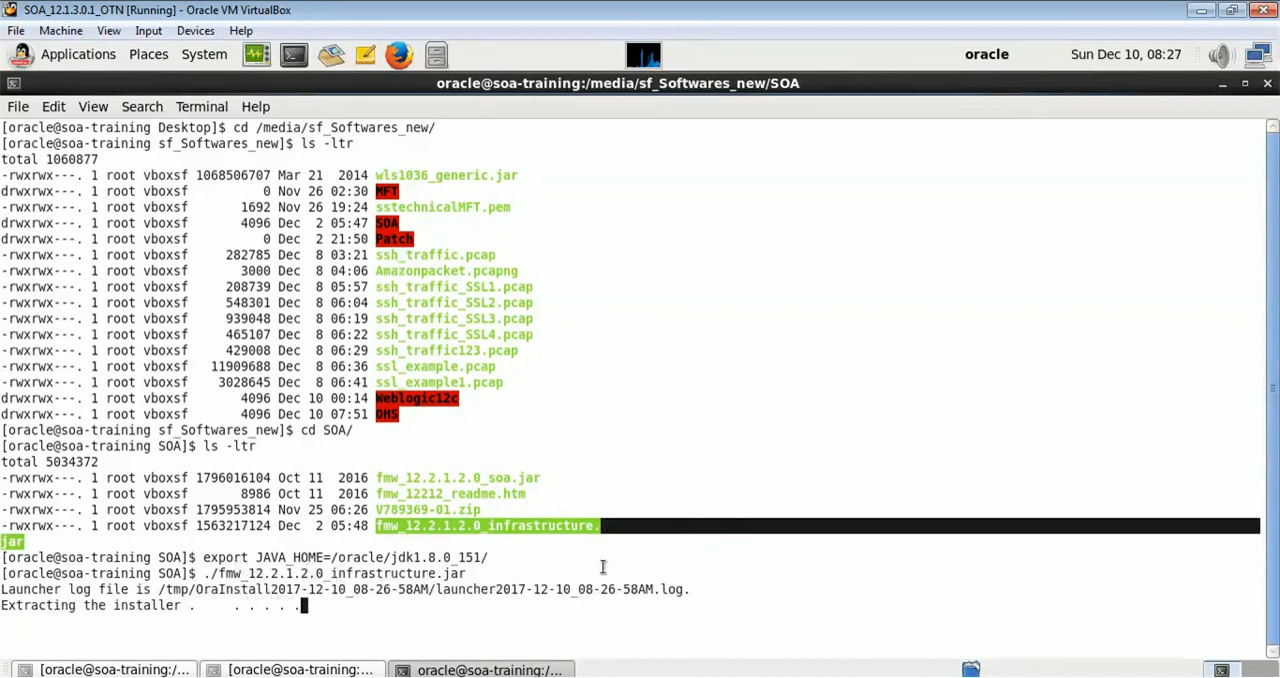 SOA_12.1.3.0.1_OTN [Running] - Oracle VM VirtualBox
File Machine View Input Devices Help
Applications Places System oracle Sun Dec 10, 08:27
oracle@soa-training:/media/sf_Softwares_new/SOA
File Edit View Search Terminal Help
[oracle@soa-training Desktop]$ cd /media/sf_Softwares_new/
[oracle@soa-training sf_Softwares_new]$ ls -ltr
total 1060877
-rwxrwx---. 1 root vboxsf 1068506707 Mar 21  2014 wls1036_generic.jar
drwxrwx---. 1 root vboxsf          0 Nov 26 02:30 MFT
-rwxrwx---. 1 root vboxsf       1692 Nov 26 19:24 sstechnicalMFT.pem
drwxrwx---. 1 root vboxsf       4096 Dec  2 05:47 SOA
drwxrwx---. 1 root vboxsf          0 Dec  2 21:50 Patch
-rwxrwx---. 1 root vboxsf     282785 Dec  8 03:21 ssh_traffic.pcap
-rwxrwx---. 1 root vboxsf       3000 Dec  8 04:06 Amazonpacket.pcapng
-rwxrwx---. 1 root vboxsf     208739 Dec  8 05:57 ssh_traffic_SSL1.pcap
-rwxrwx---. 1 root vboxsf     548301 Dec  8 06:04 ssh_traffic_SSL2.pcap
-rwxrwx---. 1 root vboxsf     939048 Dec  8 06:19 ssh_traffic_SSL3.pcap
-rwxrwx---. 1 root vboxsf     465107 Dec  8 06:22 ssh_traffic_SSL4.pcap
-rwxrwx---. 1 root vboxsf     429008 Dec  8 06:29 ssh_traffic123.pcap
-rwxrwx---. 1 root vboxsf   11909688 Dec  8 06:36 ssl_example.pcap
-rwxrwx---. 1 root vboxsf    3028645 Dec  8 06:41 ssl_example1.pcap
drwxrwx---. 1 root vboxsf       4096 Dec 10 00:14 Weblogic12c
drwxrwx---. 1 root vboxsf       4096 Dec 10 07:51 OHS
[oracle@soa-training sf_Softwares_new]$ cd SOA/
[oracle@soa-training SOA]$ ls -ltr
total 5034372
-rwxrwx---. 1 root vboxsf 1796016104 Oct 11  2016 fmw_12.2.1.2.0_soa.jar
-rwxrwx---. 1 root vboxsf       8986 Oct 11  2016 fmw_12212_readme.htm
-rwxrwx---. 1 root vboxsf 1795953814 Nov 25 06:26 V789369-01.zip
-rwxrwx---. 1 root vboxsf 1563217124 Dec  2 05:48 fmw_12.2.1.2.0_infrastructure.
jar
[oracle@soa-training SOA]$ export JAVA_HOME=/oracle/jdk1.8.0_151/
[oracle@soa-training SOA]$ ./fmw_12.2.1.2.0_infrastructure.jar
Launcher log file is /tmp/OraInstall2017-12-10_08-26-58AM/launcher2017-12-10_08-26-58AM.log.
Extracting the installer . . . . . .
[oracle@soa-training:/... [oracle@soa-training:... oracle@soa-training:/...